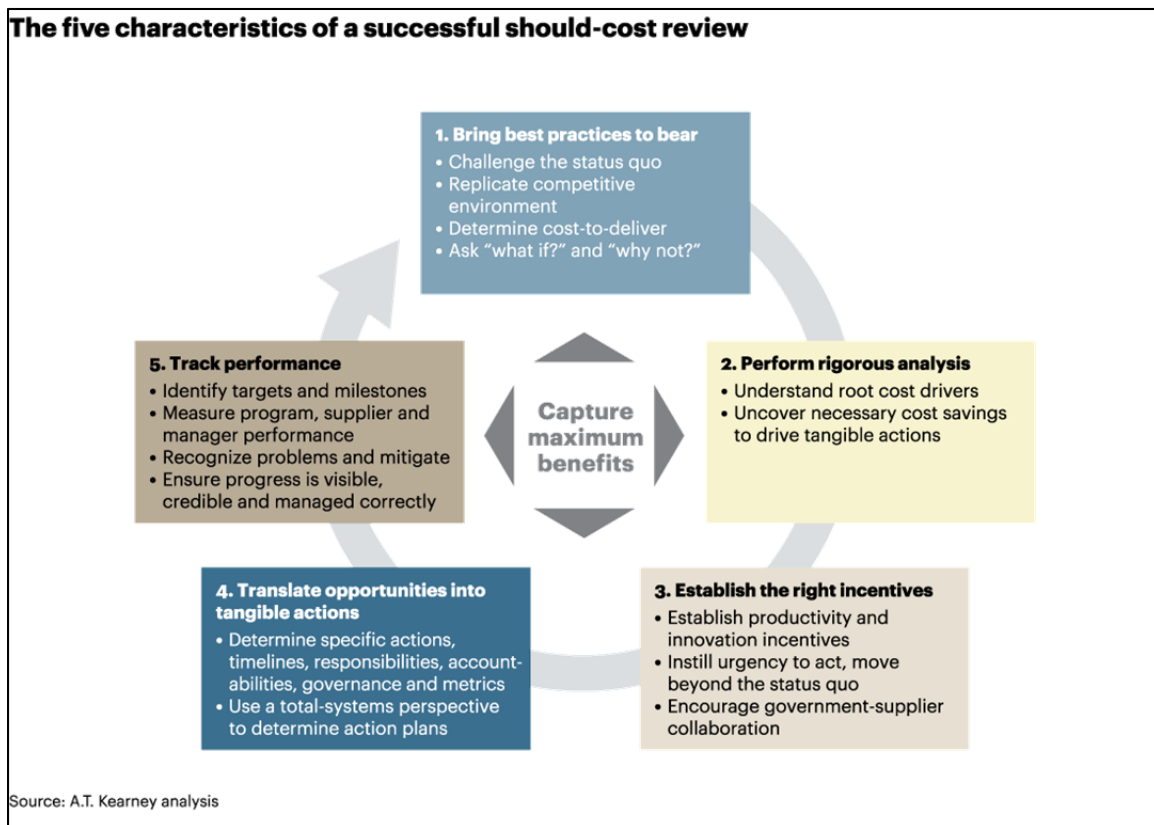 The five characteristics of a successful should-cost review
1. Bring best practices to bear
• Challenge the status quo
• Replicate competitive
environment
• Determine cost-to-deliver
• Ask “what if?” and “why not?”
2. Perform rigorous analysis
• Understand root cost drivers
• Uncover necessary cost savings
to drive tangible actions
3. Establish the right incentives
• Establish productivity and
innovation incentives
• Instill urgency to act, move
beyond the status quo
• Encourage government-supplier
collaboration
4. Translate opportunities into
tangible actions
• Determine specific actions,
timelines, responsibilities, account-
abilities, governance and metrics
• Use a total-systems perspective
to determine action plans
5. Track performance
• Identify targets and milestones
• Measure program, supplier and
manager performance
• Recognize problems and mitigate
• Ensure progress is visible,
credible and managed correctly
Capture
maximum
benefits
Source: A.T. Kearney analysis